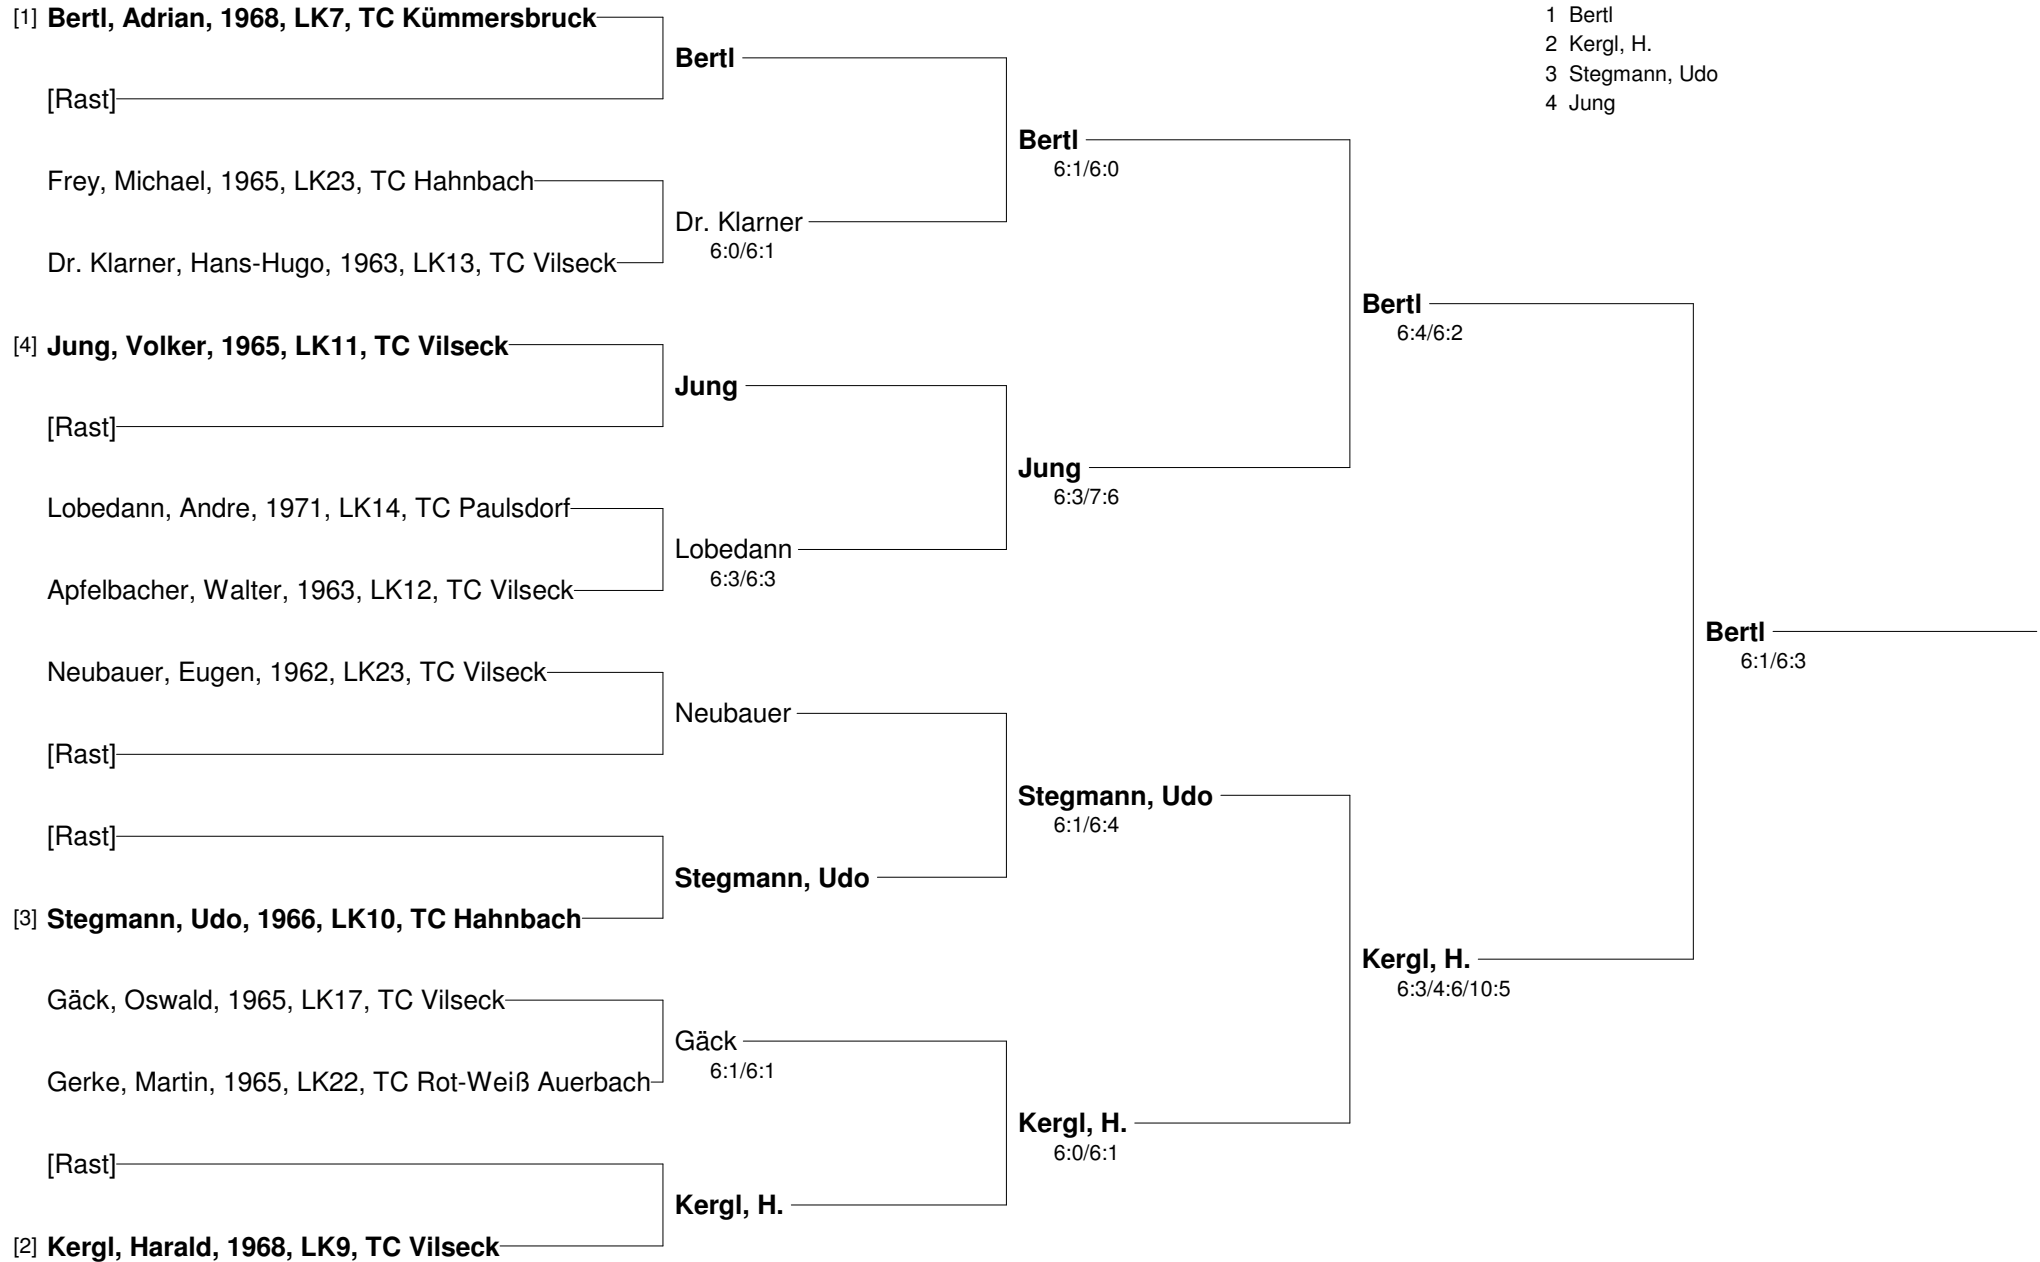 [1] Bertl, Adrian, 1968, LK7, TC Kümmersbruck
[Rast]
Frey, Michael, 1965, LK23, TC Hahnbach
Dr. Klarner, Hans-Hugo, 1963, LK13, TC Vilseck
[4] Jung, Volker, 1965, LK11, TC Vilseck
[Rast]
Lobedann, Andre, 1971, LK14, TC Paulsdorf
Apfelbacher, Walter, 1963, LK12, TC Vilseck
Neubauer, Eugen, 1962, LK23, TC Vilseck
[Rast]
[Rast]
[3] Stegmann, Udo, 1966, LK10, TC Hahnbach
Gäck, Oswald, 1965, LK17, TC Vilseck
Gerke, Martin, 1965, LK22, TC Rot-Weiß Auerbach
[Rast]
[2] Kergl, Harald, 1968, LK9, TC Vilseck
Bertl
Dr. Klarner
6:0/6:1
Jung
Lobedann
6:3/6:3
Neubauer
Stegmann, Udo
Gäck
6:1/6:1
Kergl, H.
Bertl
6:1/6:0
Jung
6:3/7:6
Stegmann, Udo
6:1/6:4
Kergl, H.
6:0/6:1
Bertl
6:4/6:2
Kergl, H.
6:3/4:6/10:5
Bertl
6:1/6:3
1 Bertl
2 Kergl, H.
3 Stegmann, Udo
4 Jung